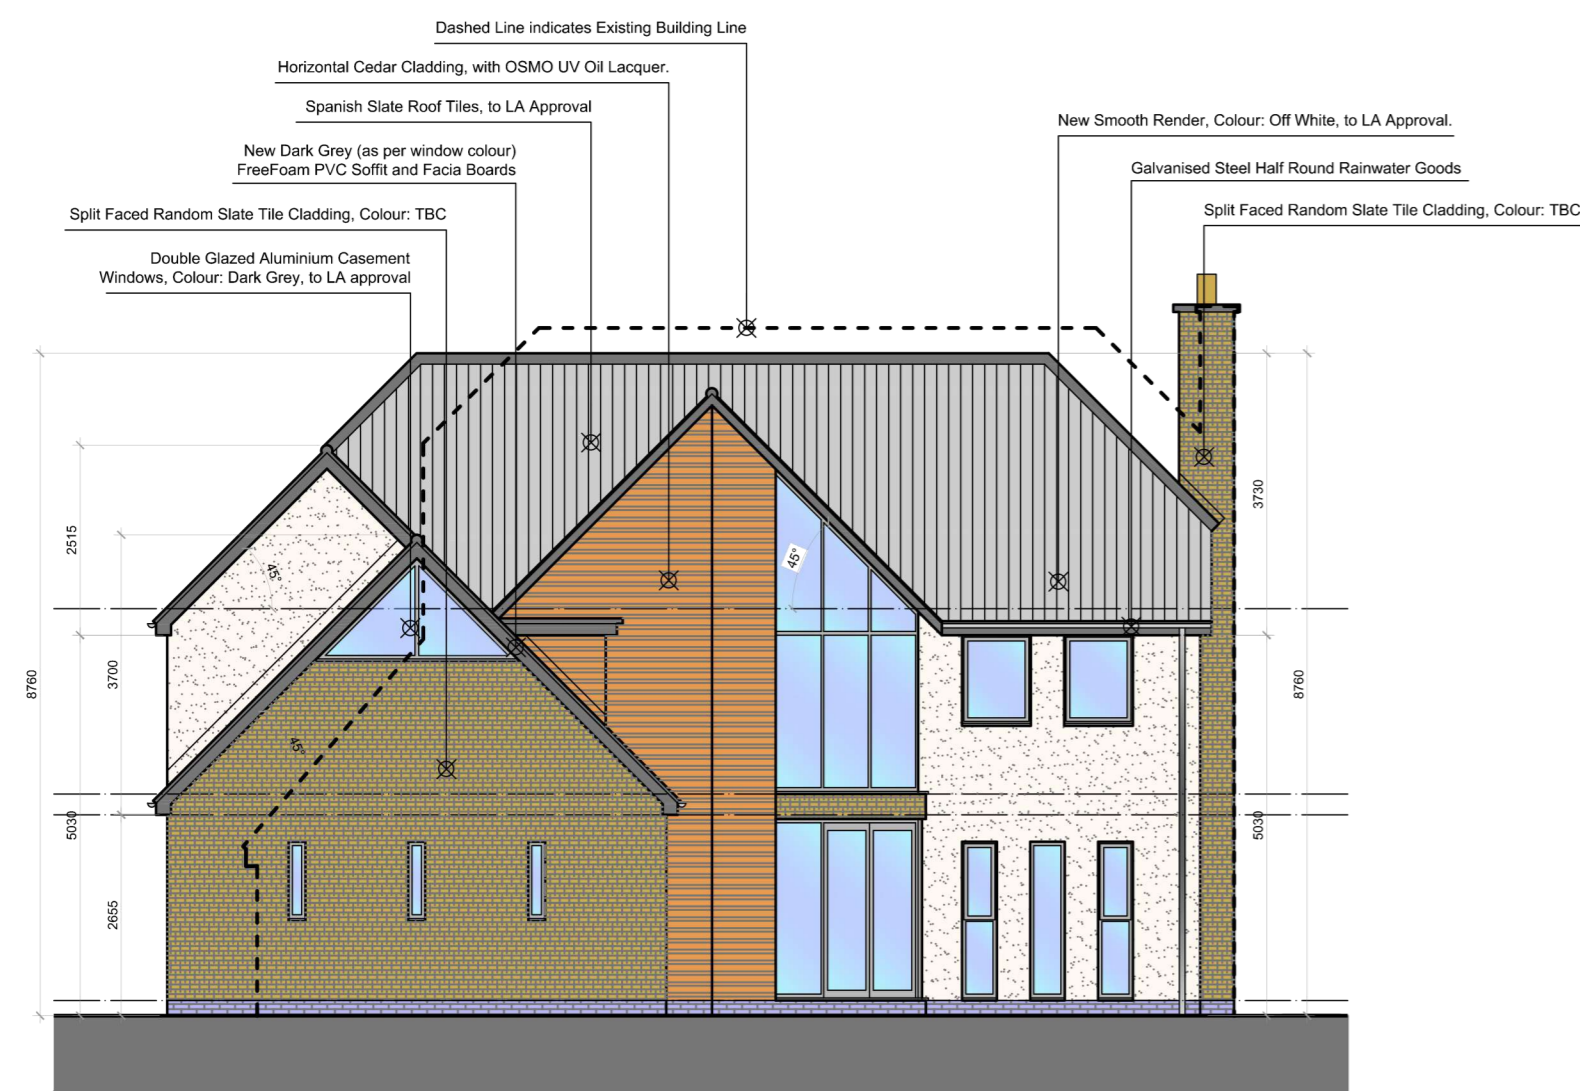 Dashed Line indicates Existing Building Line
Horizontal Cedar Cladding, with OSMO UV Oil Lacquer.
Spanish Slate Roof Tiles, to LA Approval
New Dark Grey (as per window colour)
FreeFoam PVC Soffit and Facia Boards
Split Faced Random Slate Tile Cladding, Colour: TBC
Double Glazed Aluminium Casement
Windows, Colour: Dark Grey, to LA approval
New Smooth Render, Colour: Off White, to LA Approval.
Galvanised Steel Half Round Rainwater Goods
Split Faced Random Slate Tile Cladding, Colour: TBC
8760
2515
5030
3700
2655
45°
45°
45°
3730
5030
8760